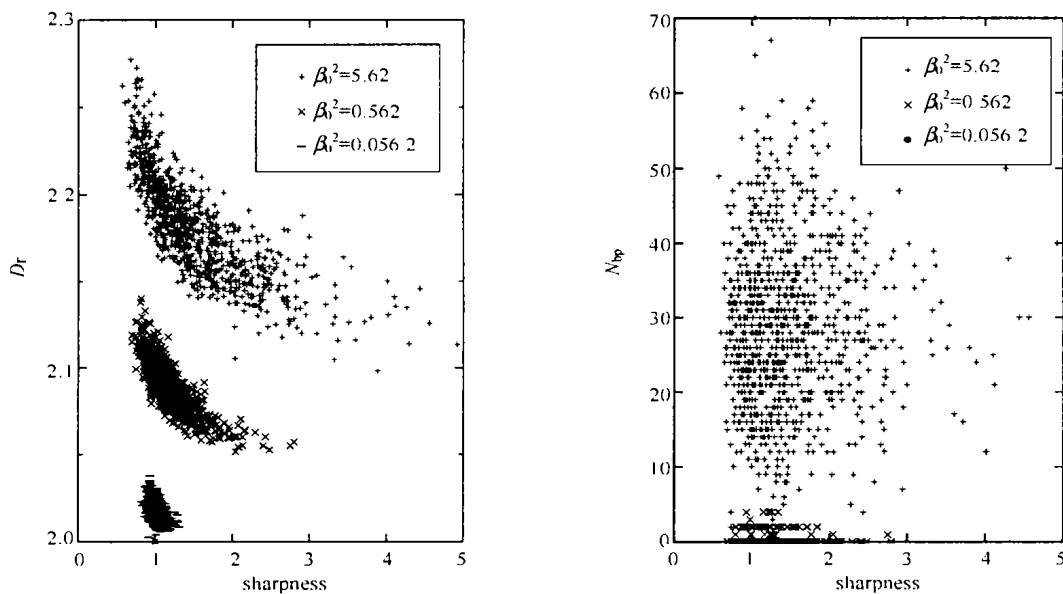 2.3
2.2
2.1
2.0
D_r
0 1 2 3 4 5
sharpness
+ β₀²=5.62
× β₀²=0.562
− β₀²=0.056 2
70
60
50
40
30
20
10
0
N_bp
0 1 2 3 4 5
sharpness
+ β₀²=5.62
× β₀²=0.562
β₀²=0.056 2